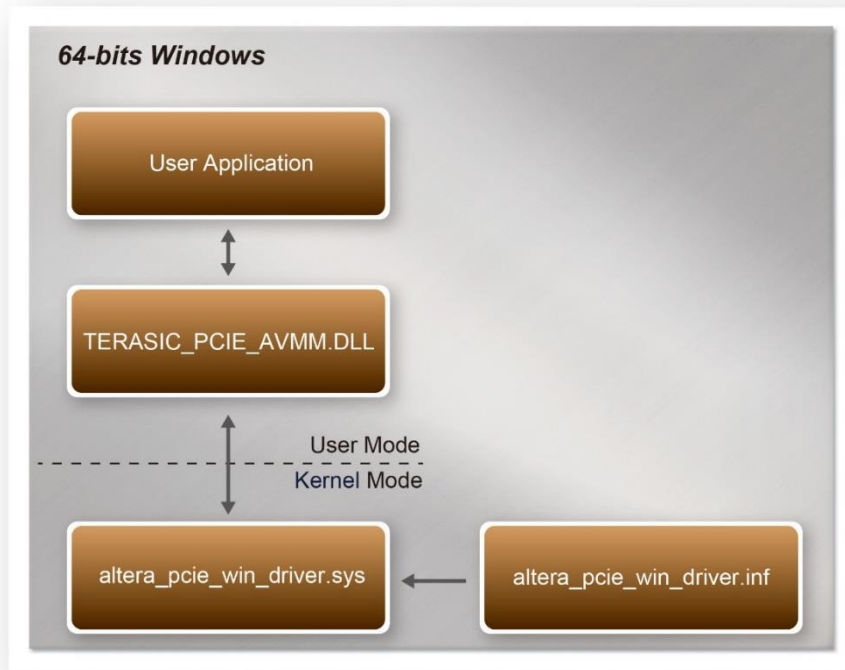 64-bits Windows
User Application
TERASIC_PCIE_AVMM.DLL
User Mode
Kernel Mode
altera_pcie_win_driver.sys
altera_pcie_win_driver.inf